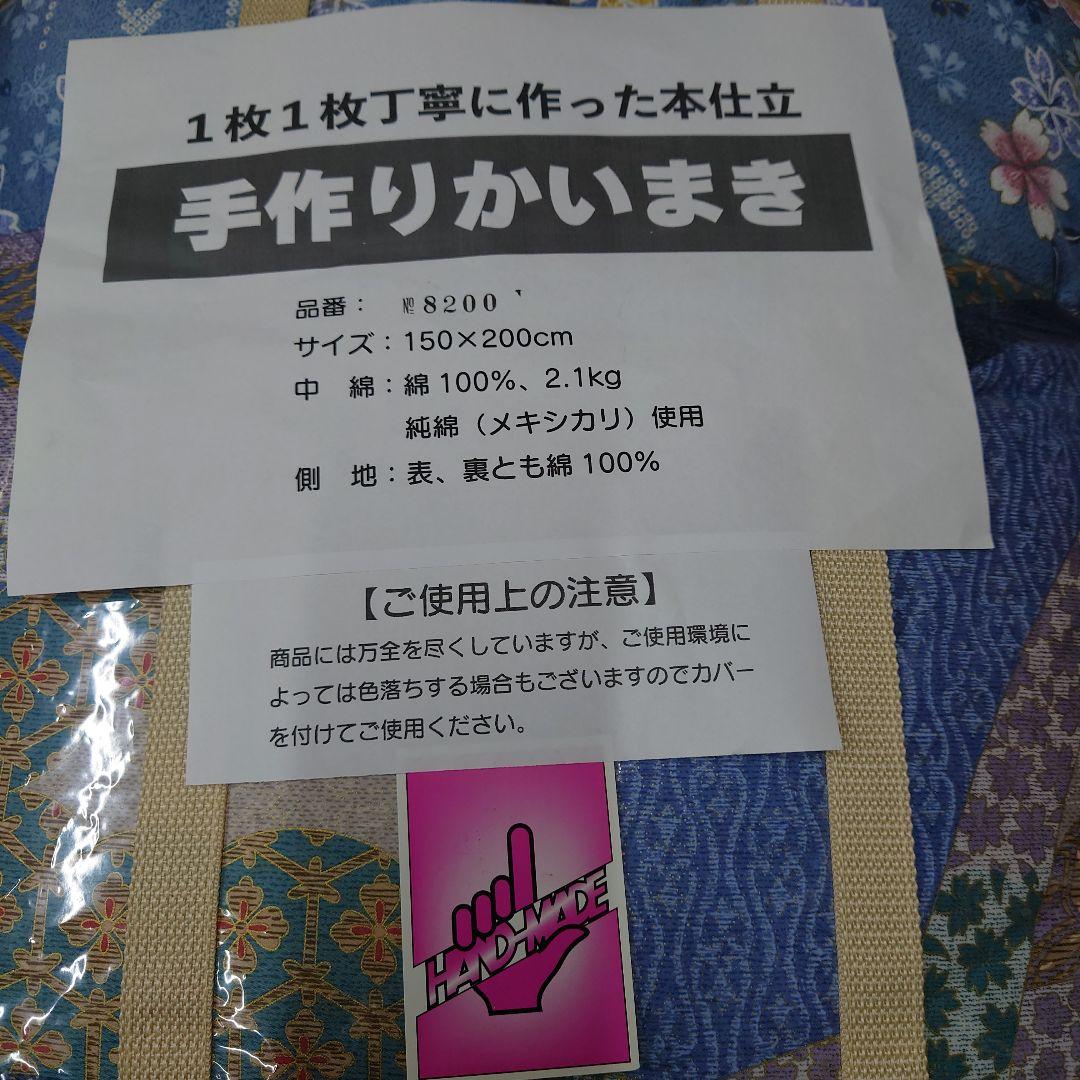 1枚1枚丁寧に作った本仕立
手作りかいまき
品番： №8200
サイズ：150×200cm
中　綿：綿100%、2.1kg
純綿（メキシカリ）使用
側　地：表、裏とも綿100%
【ご使用上の注意】
商品には万全を尽くしていますが、ご使用環境に
よっては色落ちする場合もございますのでカバー
を付けてご使用ください。
HAND-MADE